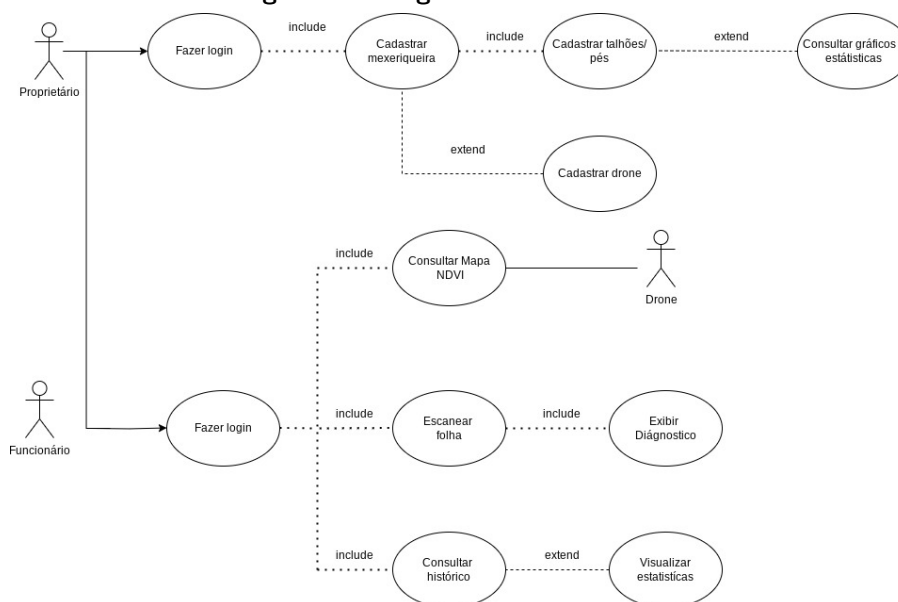 include
include
extend
Fazer login
Cadastrar
mexeriqueira
Cadastrar talhões/
pés
Consultar gráficos
estátisticas
Proprietário
extend
Cadastrar drone
include
Consultar Mapa
NDVI
Drone
include
include
Fazer login
Escanear
folha
Exibir
Diágnostico
Funcionário
include
extend
Consultar
histórico
Visualizar
estatistícas